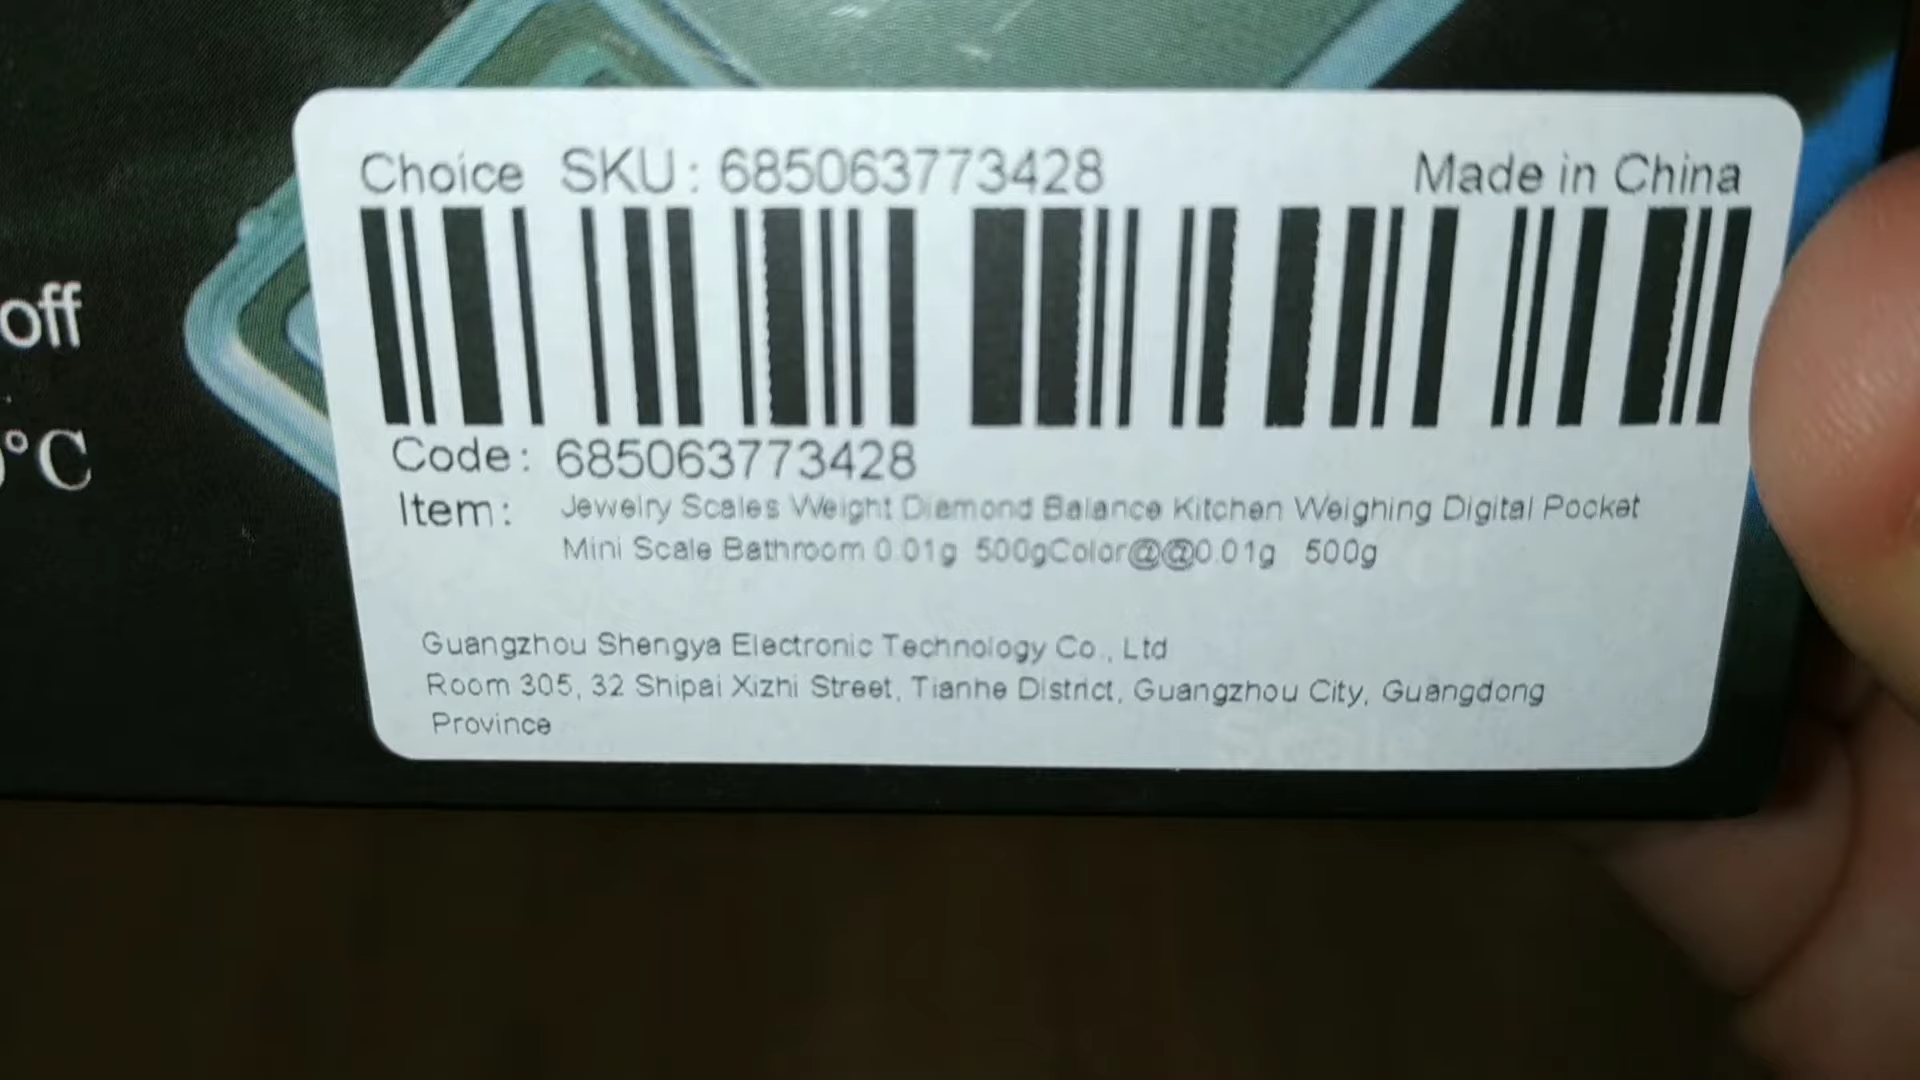 Choice SKU: 685063773428 Made in China
off
Code: 685063773428
°C
Item: Jewelry Scales Weight Diamond Balance Kitchen Weighing Digital Pocket
Mini Scale Bathroom 0.01g 500gColor@@0.01g 500g
Guangzhou Shengya Electronic Technology Co., Ltd
Room 305, 32 Shipai Xizhi Street, Tianhe District, Guangzhou City, Guangdong
Province